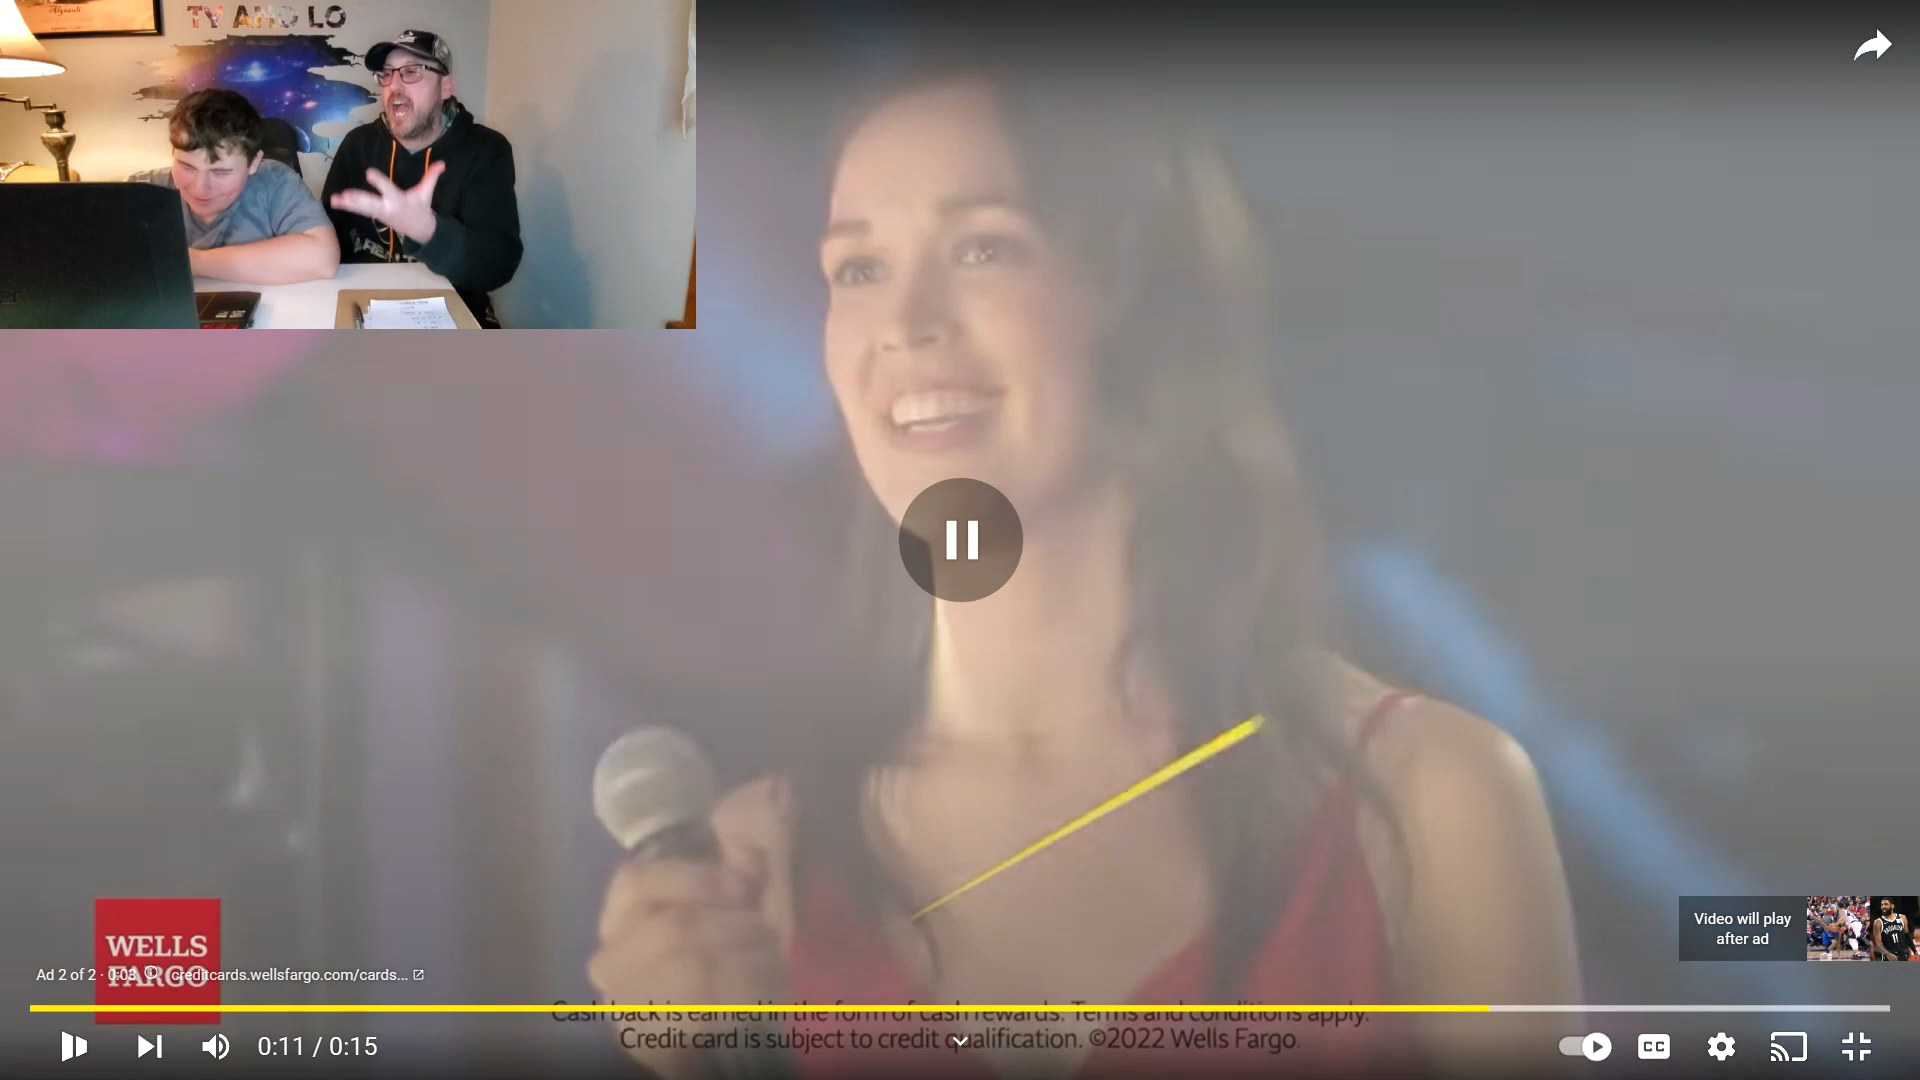 TY AND LO
Video will play
after ad
WELLS
FARGO
Ad 2 of 2 · 0:03 creditcards.wellsfargo.com/cards...
Cash back is earned in the form of cash rewards. Terms and conditions apply.
Credit card is subject to credit qualification. ©2022 Wells Fargo.
0:11 / 0:15
CC